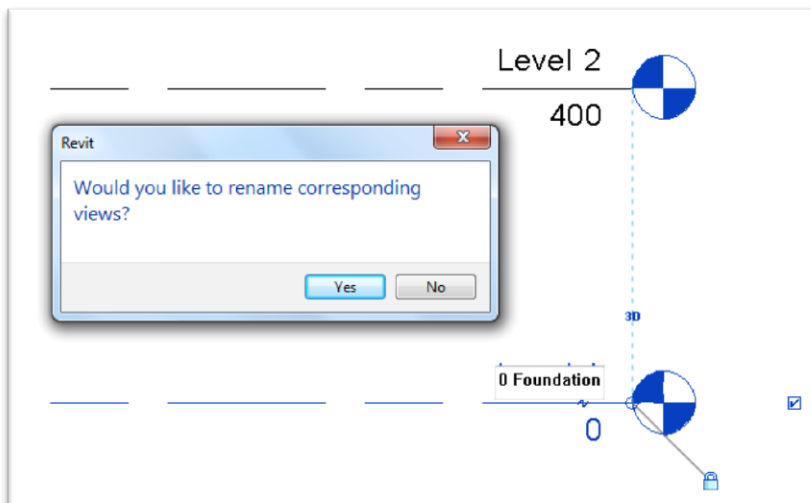 Level 2
400
Revit
Would you like to rename corresponding
views?
Yes
No
3D
0 Foundation
0